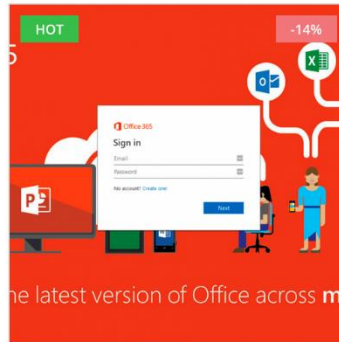 HOT
-14%
5
Office 365
Sign in
Email
Password
No account? Create one
Next
he latest version of Office across m